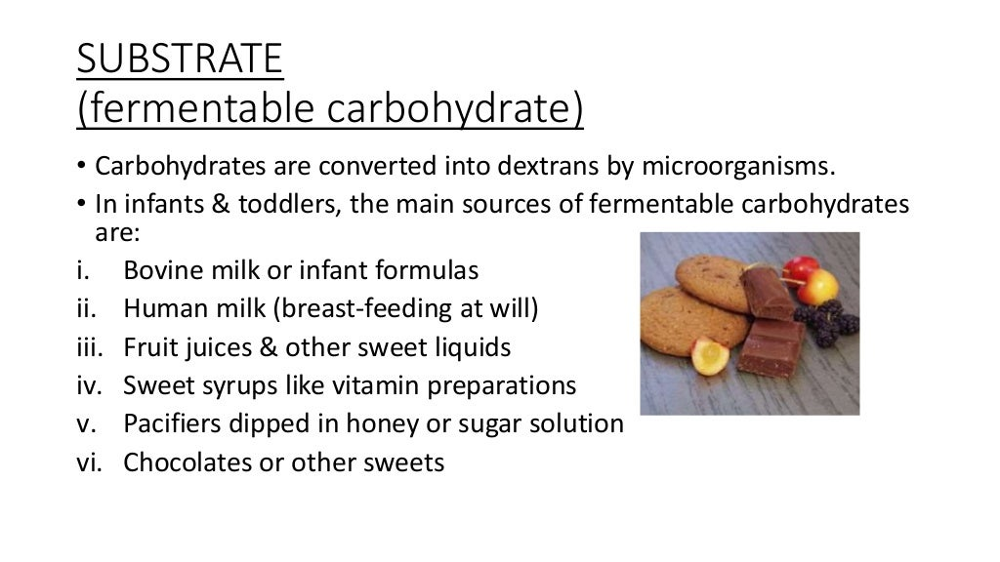 SUBSTRATE
(fermentable carbohydrate)
• Carbohydrates are converted into dextrans by microorganisms.
• In infants & toddlers, the main sources of fermentable carbohydrates
are:
i. Bovine milk or infant formulas
ii. Human milk (breast-feeding at will)
iii. Fruit juices & other sweet liquids
iv. Sweet syrups like vitamin preparations
v. Pacifiers dipped in honey or sugar solution
vi. Chocolates or other sweets